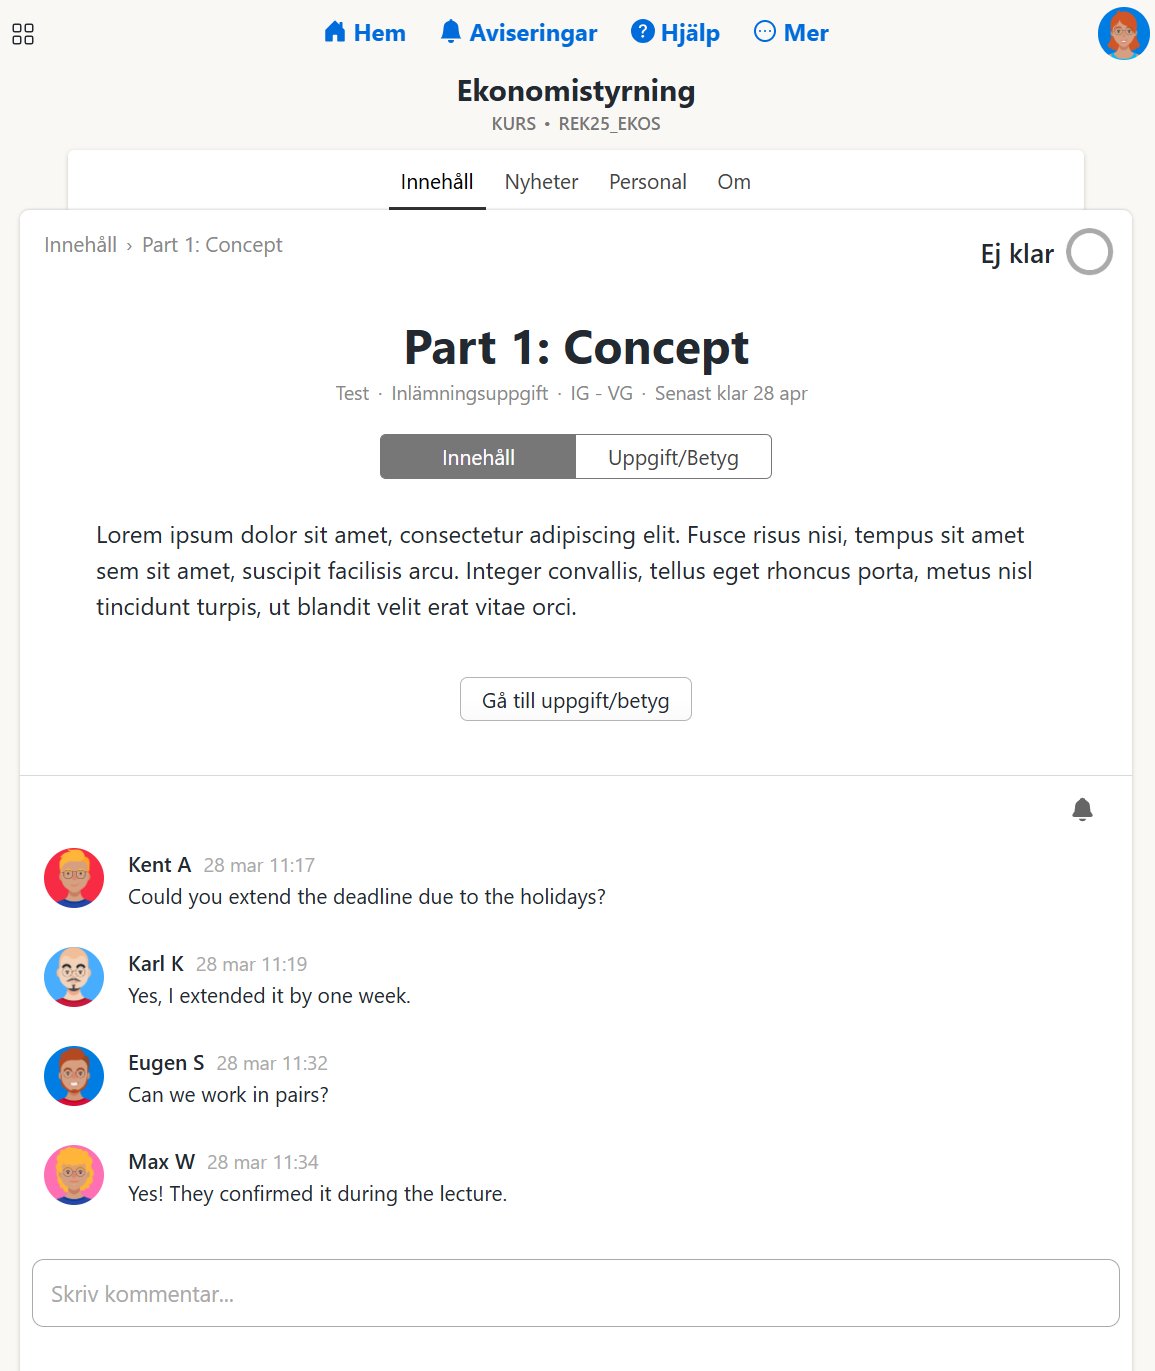 Hem Aviseringar Hjälp Mer
Ekonomistyrning
KURS • REK25_EKOS
Innehåll Nyheter Personal Om
Innehåll › Part 1: Concept
Ej klar
Part 1: Concept
Test · Inlämningsuppgift · IG - VG · Senast klar 28 apr
Innehåll Uppgift/Betyg
Lorem ipsum dolor sit amet, consectetur adipiscing elit. Fusce risus nisi, tempus sit amet
sem sit amet, suscipit facilisis arcu. Integer convallis, tellus eget rhoncus porta, metus nisl
tincidunt turpis, ut blandit velit erat vitae orci.
Gå till uppgift/betyg
Kent A 28 mar 11:17
Could you extend the deadline due to the holidays?
Karl K 28 mar 11:19
Yes, I extended it by one week.
Eugen S 28 mar 11:32
Can we work in pairs?
Max W 28 mar 11:34
Yes! They confirmed it during the lecture.
Skriv kommentar...